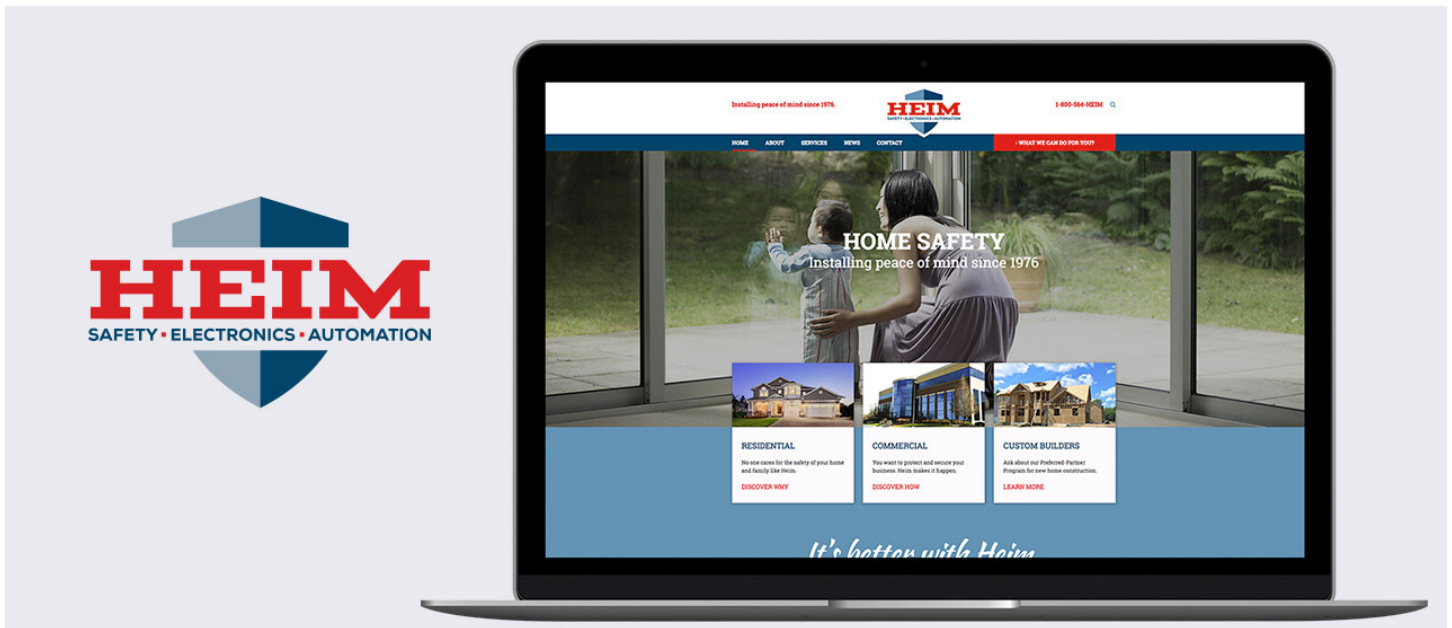 HEIM
SAFETY · ELECTRONICS · AUTOMATION
Installing peace of mind since 1976.
HEIM
SAFETY · ELECTRONICS · AUTOMATION
1-800-564-HEIM
HOME ABOUT SERVICES NEWS CONTACT
› WHAT WE CAN DO FOR YOU?
HOME SAFETY
Installing peace of mind since 1976
RESIDENTIAL
No one cares for the safety of your home
and family like Heim.
DISCOVER WHY
COMMERCIAL
You want to protect and secure your
business. Heim makes it happen.
DISCOVER HOW
CUSTOM BUILDERS
Ask about our Preferred-Partner
Program for new home construction.
LEARN MORE
It's better with Heim